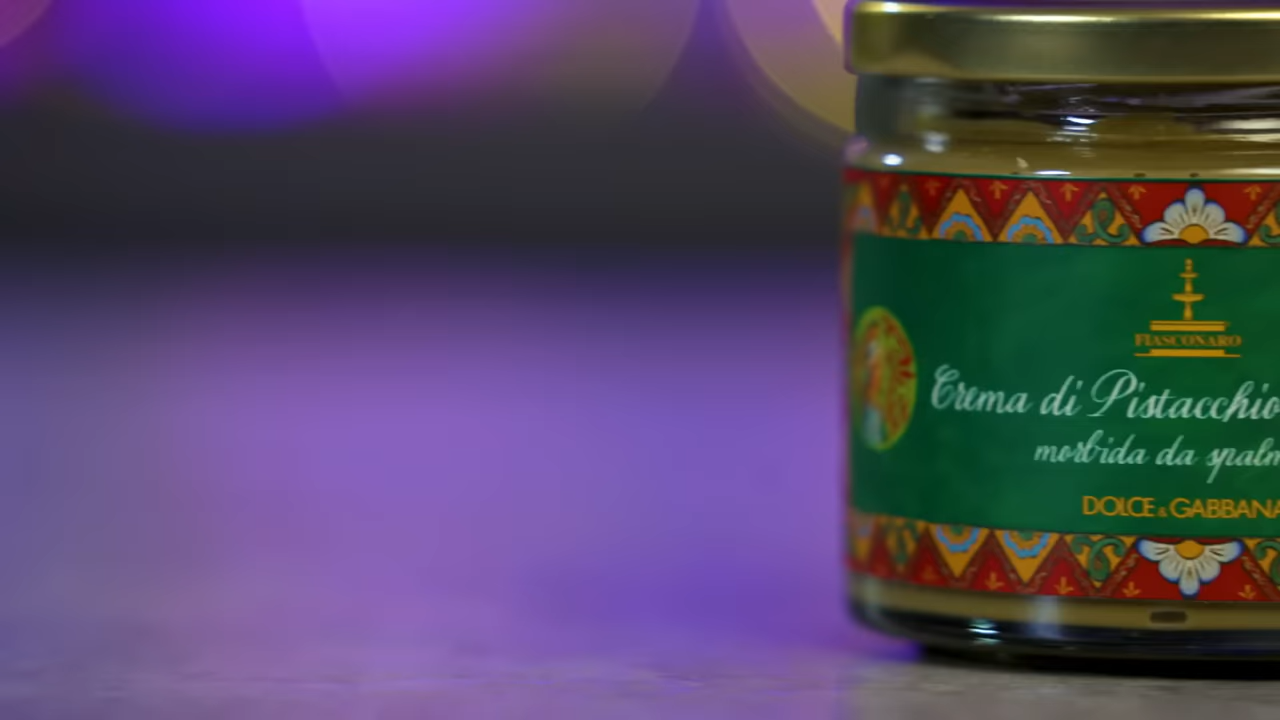 FIASCONARO
Crema di Pistacchio
morbida da spalm
DOLCE & GABBANA